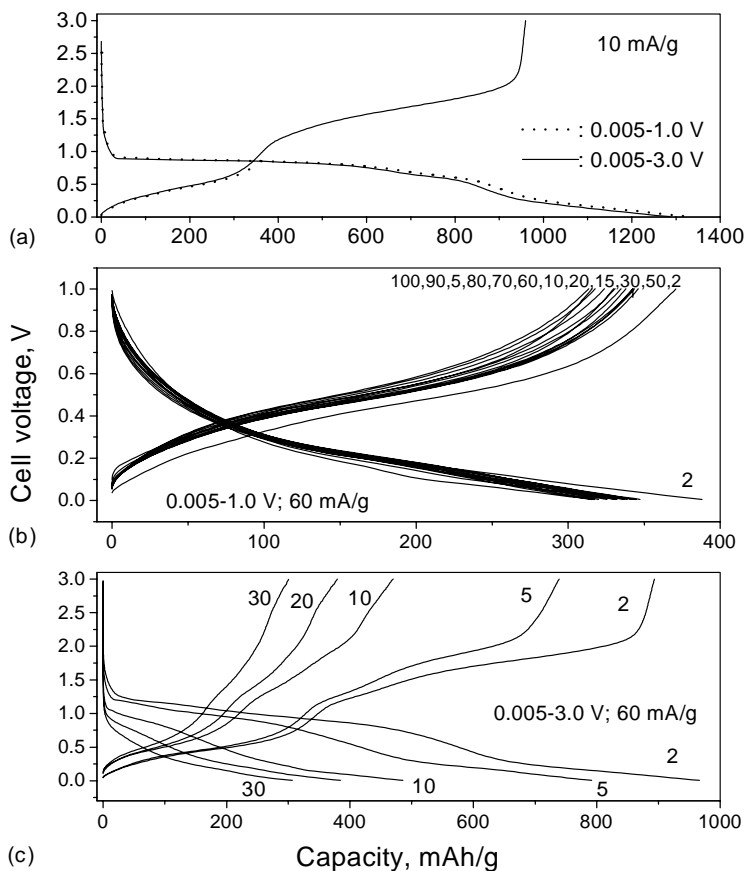 3.0
2.5
2.0
1.5
1.0
0.5
0.0
10 mA/g
: 0.005-1.0 V
: 0.005-3.0 V
0 200 400 600 800 1000 1200 1400
(a)
1.0
0.8
0.6
0.4
0.2
0.0
100,90,5,80,70,60,10,20,15,30,50,2
2
0.005-1.0 V; 60 mA/g
0 100 200 300 400
(b)
Cell voltage, V
3.0
2.5
2.0
1.5
1.0
0.5
0.0
30 20 10 5 2
0.005-3.0 V; 60 mA/g
2
30 10 5
0 200 400 600 800 1000
(c)
Capacity, mAh/g